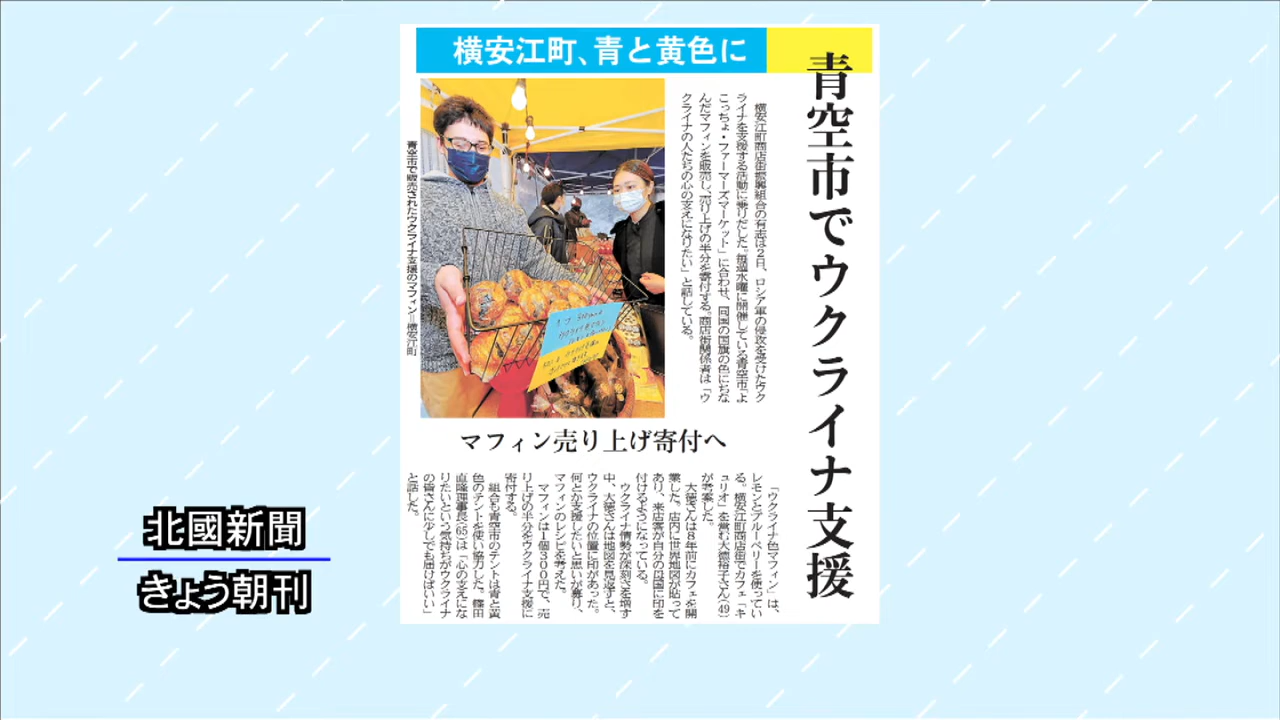 横安江町、青と黄色に
青空市でウクライナ支援
横安江町商店街振興組合の有志は2日、ロシア軍の侵攻を受けたウク
ライナを支援する活動に乗りだした。毎週水曜に開催している青空市「よ
こっちょ・ファーマーズマーケット」に合わせ、同国の国旗の色にちな
んだマフィンを販売し、売り上げの半分を寄付する。商店街関係者は「ウ
クライナの人たちの心の支えになりたい」と話している。
青空市で販売されたウクライナ支援のマフィン=横安江町
マフィン売り上げ寄付へ
「ウクライナ色マフィン」は、
レモンとブルーベリーを使ってい
る。横安江町商店街でカフェ「キ
ュリオ」を営む大徳裕子さん(49)
が考案した。
大徳さんは8年前にカフェを開
業した。店内に世界地図が貼って
あり、来店客が自分の母国に印を
付けるようになっている。
ウクライナ情勢が深刻さを増す
中、大徳さんは地図を見返すと、
ウクライナの位置に印があった。
何とか支援したいと思いが募り、
マフィンのレシピを考えた。
マフィンは1個300円で、売
り上げの半分をウクライナ支援に
寄付する。
組合も青空市のテントは青と黄
色のテントを使い協力した。篠田
直隆理事長(65)は「心の支えにな
りたいという気持ちがウクライナ
の皆さんに少しでも届けばいい」
と話した。
北國新聞
きょう朝刊